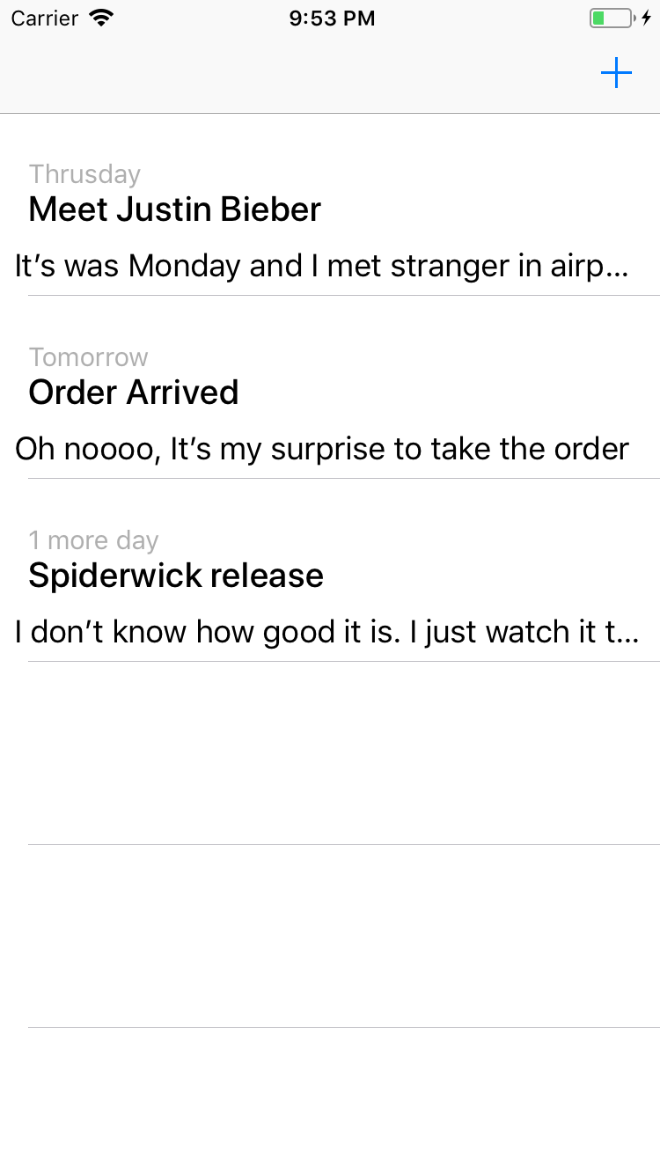 Carrier 9:53 PM
Thrusday
Meet Justin Bieber
It’s was Monday and I met stranger in airp...
Tomorrow
Order Arrived
Oh noooo, It’s my surprise to take the order
1 more day
Spiderwick release
I don’t know how good it is. I just watch it t...